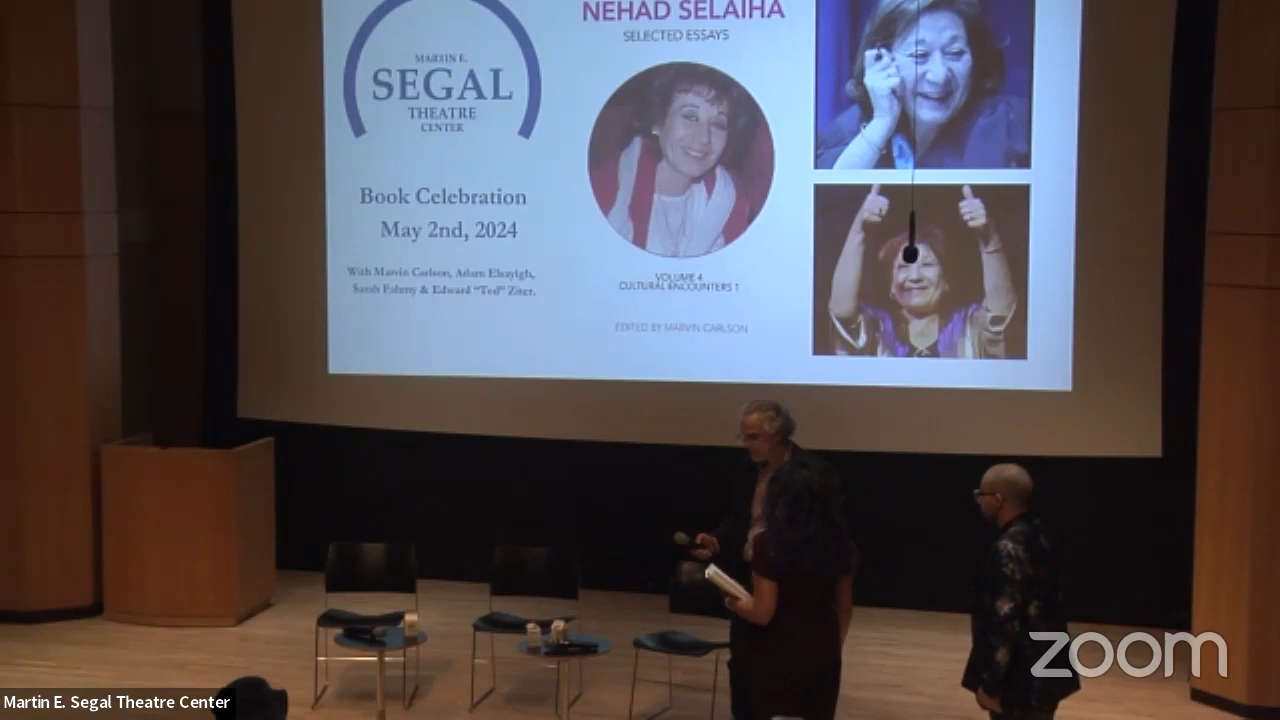 MARTIN E.
SEGAL
THEATRE
CENTER
Book Celebration
May 2nd, 2024
With Marvin Carlson, Adam Elsayigh,
Sarah Fahmy & Edward “Ted” Ziter.
NEHAD SELAIHA
SELECTED ESSAYS
VOLUME 4
CULTURAL ENCOUNTERS 1
EDITED BY MARVIN CARLSON
zoom
Martin E. Segal Theatre Center